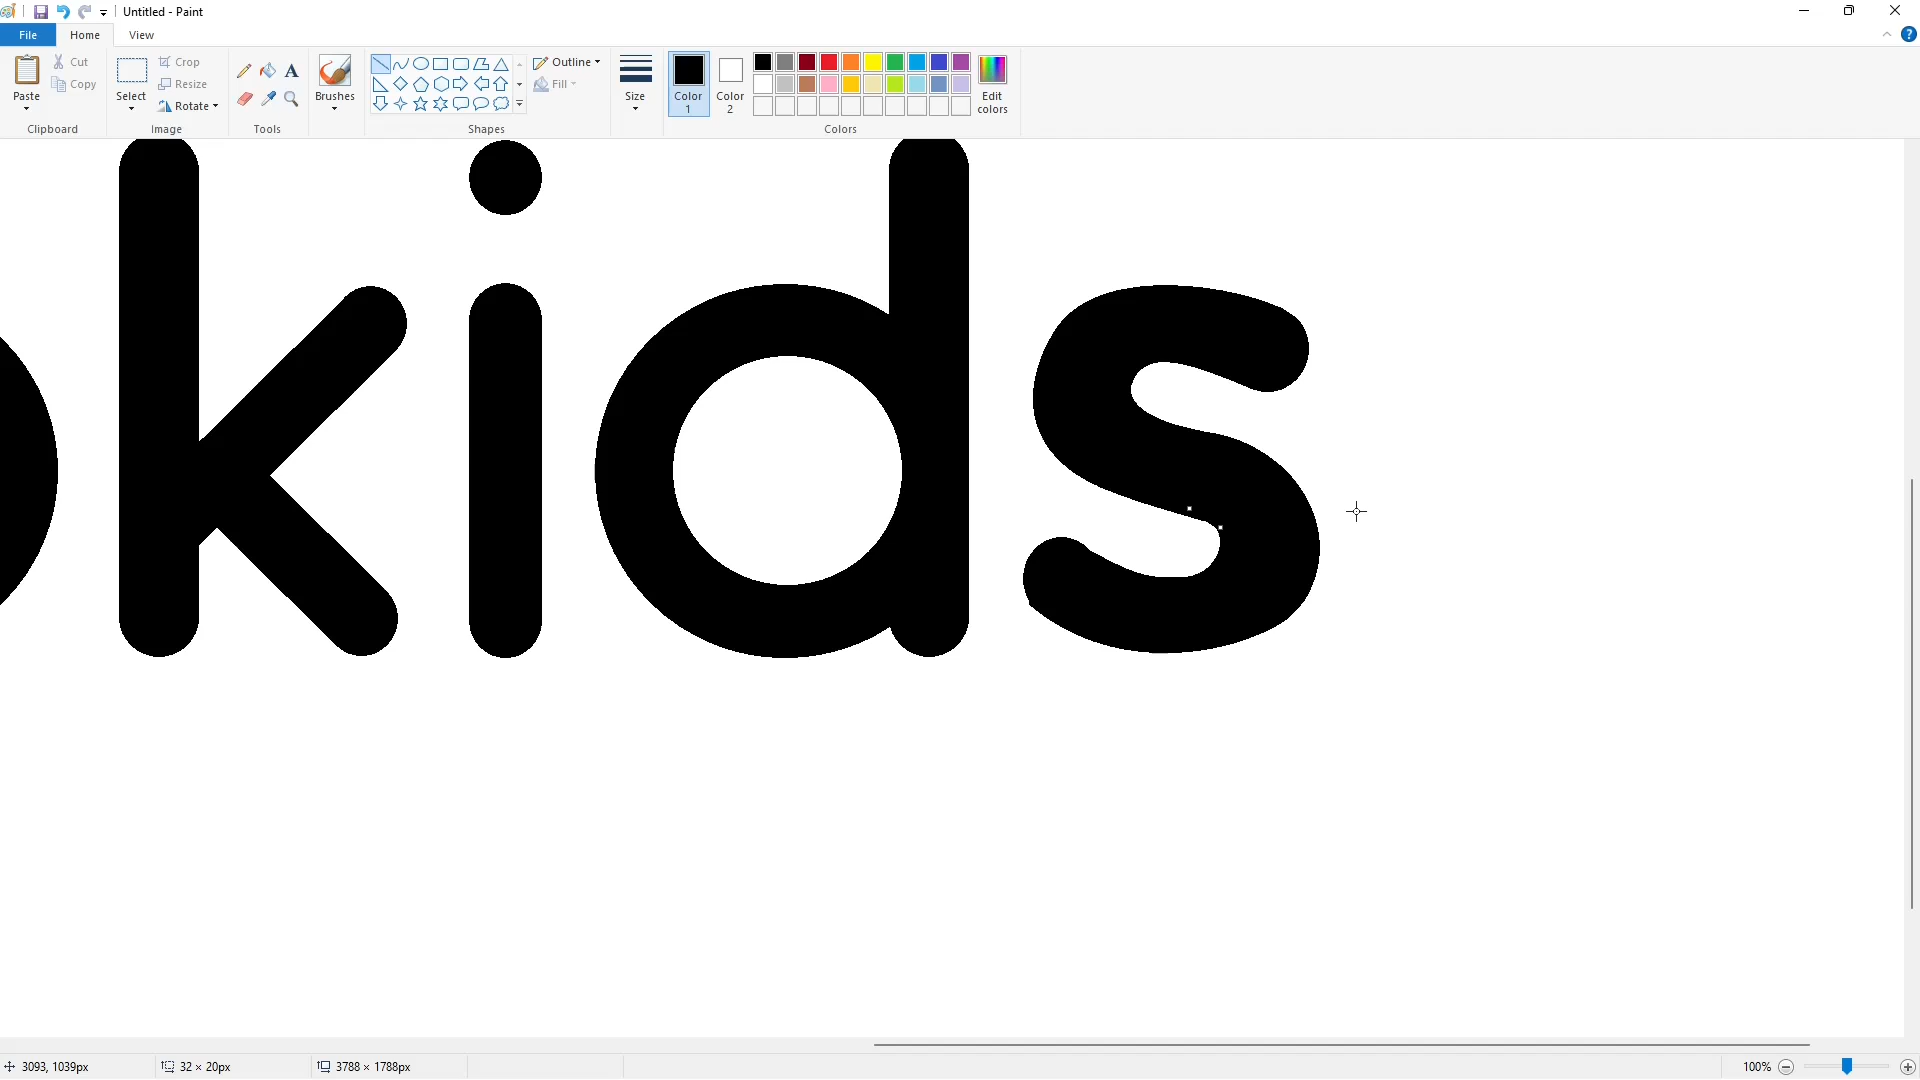 Untitled - Paint
File Home View
Paste
Cut
Copy
Clipboard
Select
Crop
Resize
Rotate
Image
Tools
Brushes
Shapes
Outline
Fill
Size
Color 1
Color 2
Edit colors
Colors
kids
3093, 1039px
32 × 20px
3788 × 1788px
100%